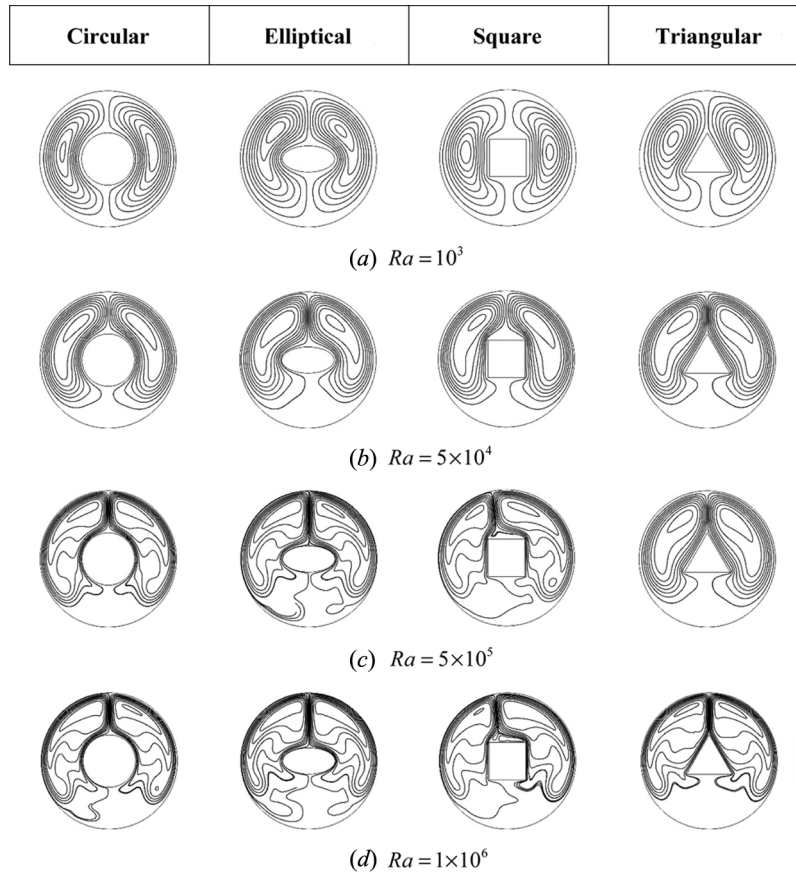 Circular Elliptical Square Triangular
(a) Ra = 10³
(b) Ra = 5×10⁴
(c) Ra = 5×10⁵
(d) Ra = 1×10⁶